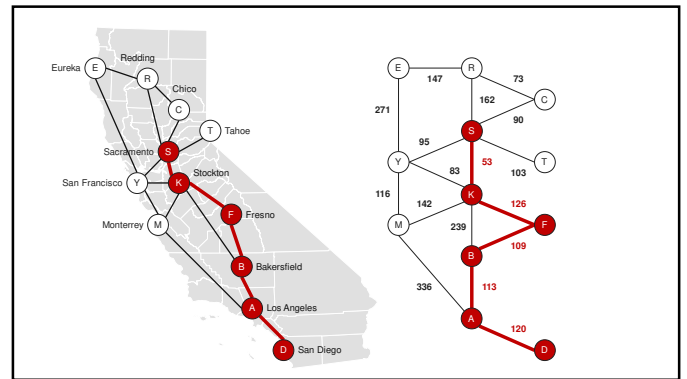 Redding
Eureka E
R
Chico
C
T Tahoe
Sacramento S
Stockton
San Francisco Y K
Monterrey M
F Fresno
B Bakersfield
A Los Angeles
D San Diego
E R
147 73
271 162 C
90
S
95 53 T
Y 83 103
116 K
142 126
M 239 F
109
B
336 113
A
120
D